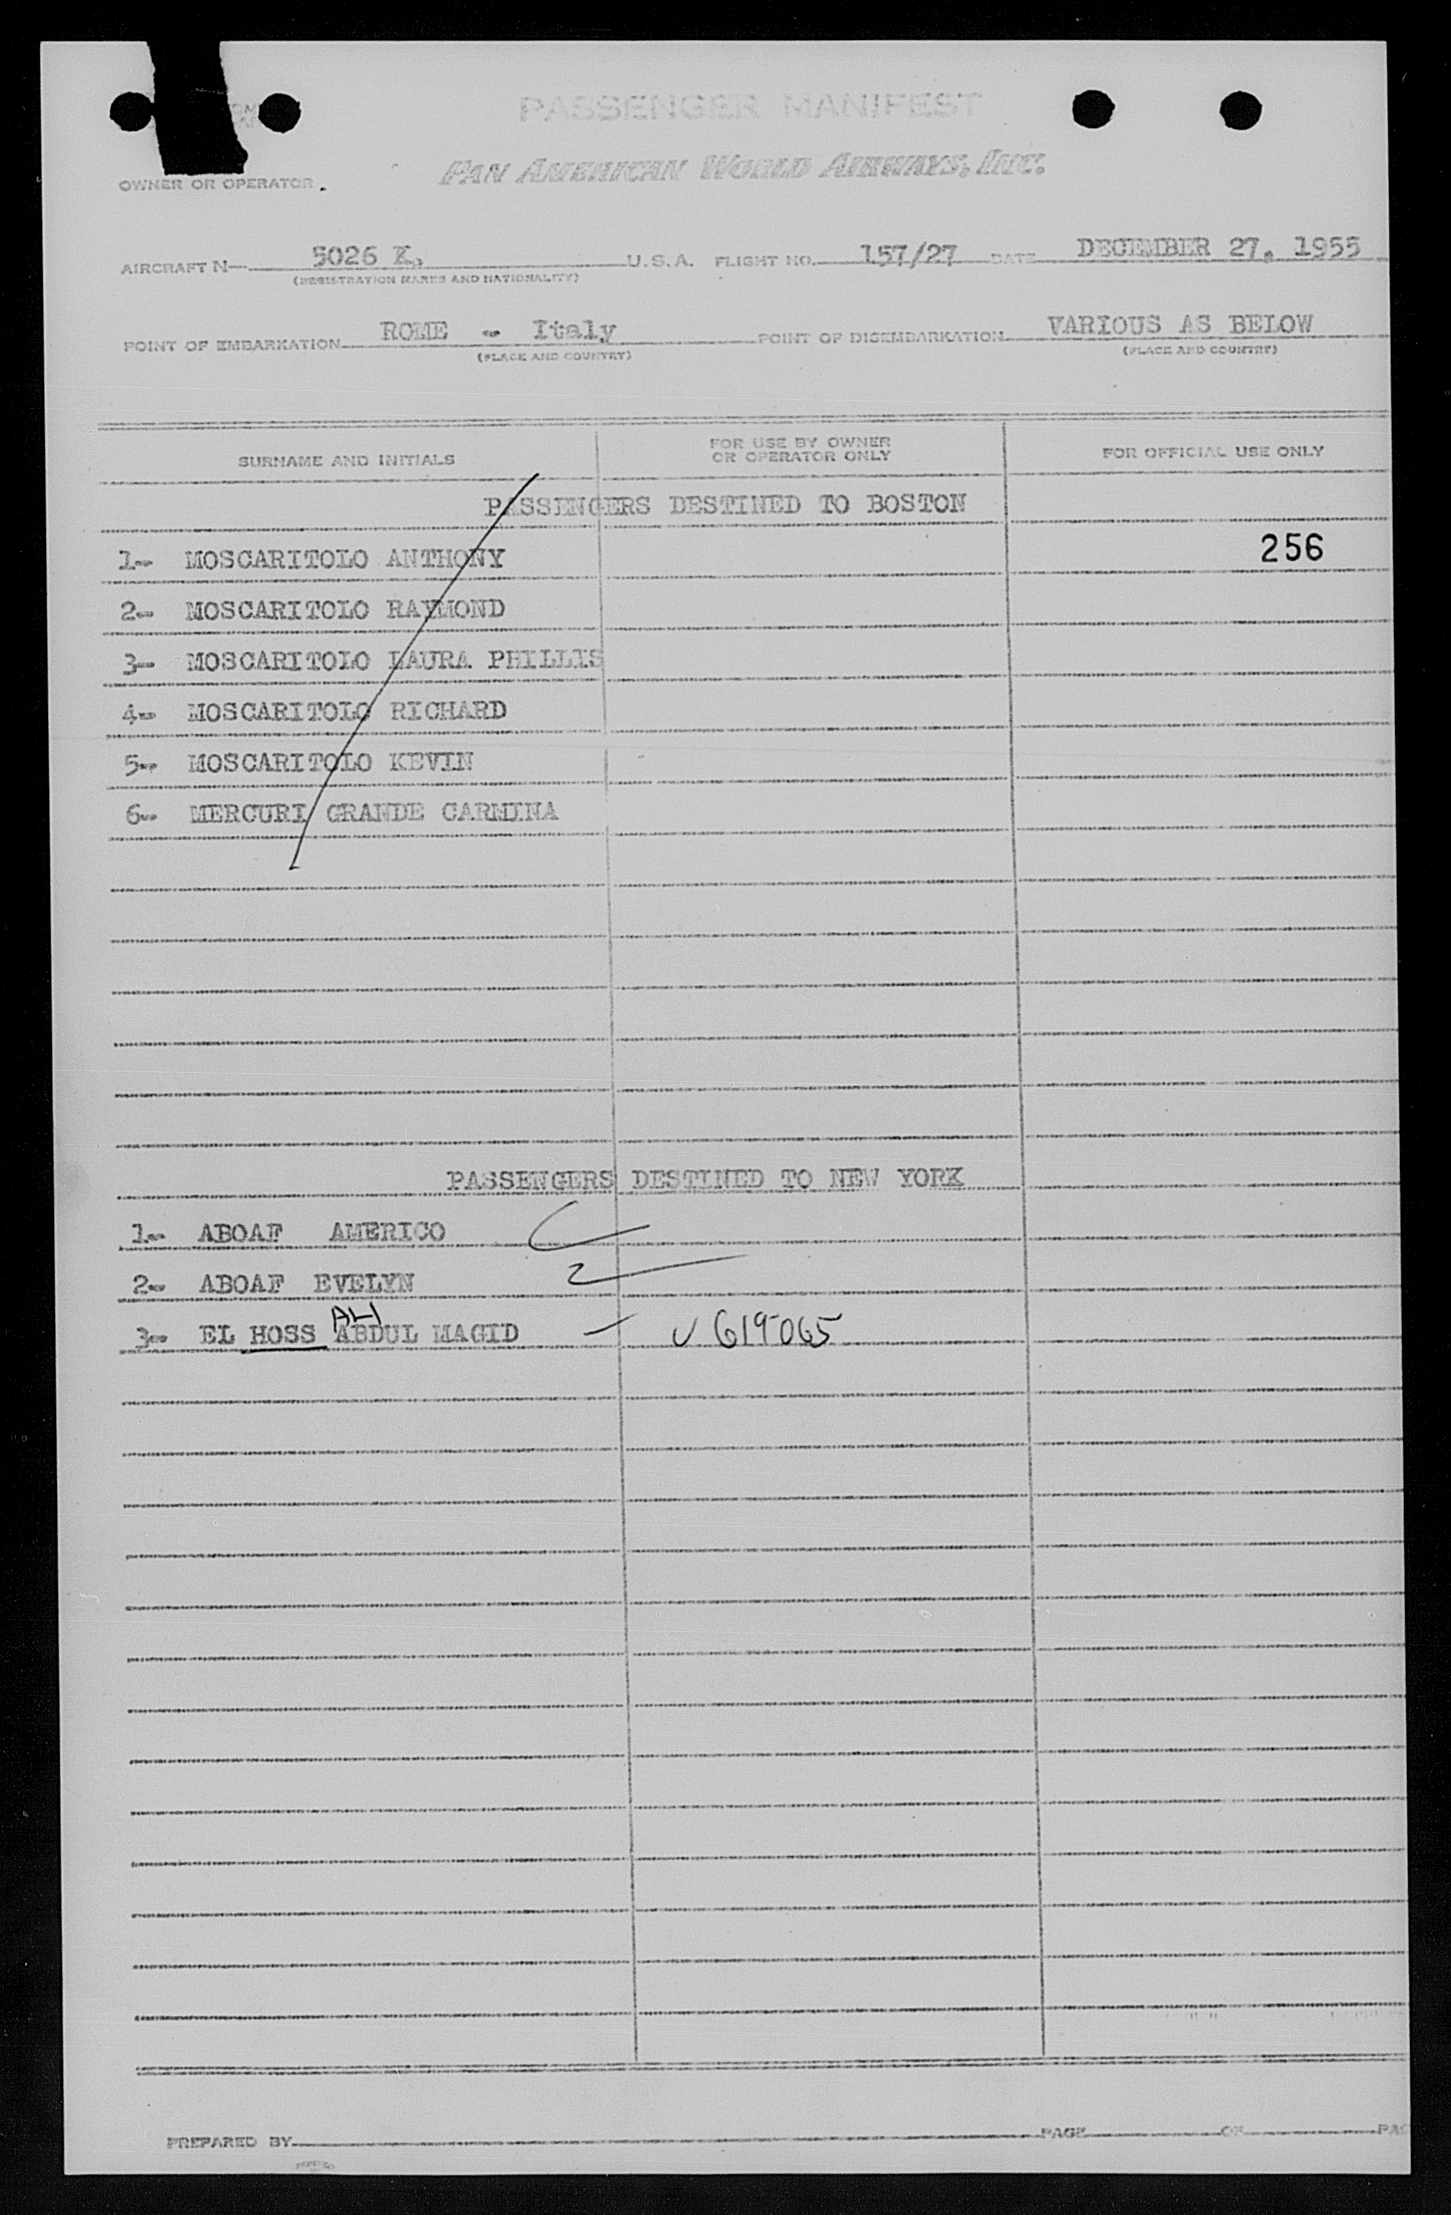 PASSENGER MANIFEST
PAN AMERICAN WORLD AIRWAYS, INC.
OWNER OR OPERATOR
AIRCRAFT N- 5026 K. U.S.A. FLIGHT NO. 157/27 DATE DECEMBER 27, 1955
(REGISTRATION MARKS AND NATIONALITY)
POINT OF EMBARKATION ROME - Italy POINT OF DISEMBARKATION VARIOUS AS BELOW
(PLACE AND COUNTRY) (PLACE AND COUNTRY)
SURNAME AND INITIALS FOR USE BY OWNER OR OPERATOR ONLY FOR OFFICIAL USE ONLY
PASSENGERS DESTINED TO BOSTON
1- MOSCARITOLO ANTHONY 256
2- MOSCARITOLO RAYMOND
3- MOSCARITOLO LAURA PHILLIS
4- MOSCARITOLO RICHARD
5- MOSCARITOLO KEVIN
6- MERCURI GRANDE CARMINA
PASSENGERS DESTINED TO NEW YORK
1- ABOAF AMERICO
2- ABOAF EVELYN
ALI
3- EL HOSS ABDUL MAGID V 619065
PREPARED BY PAGE OF PAG